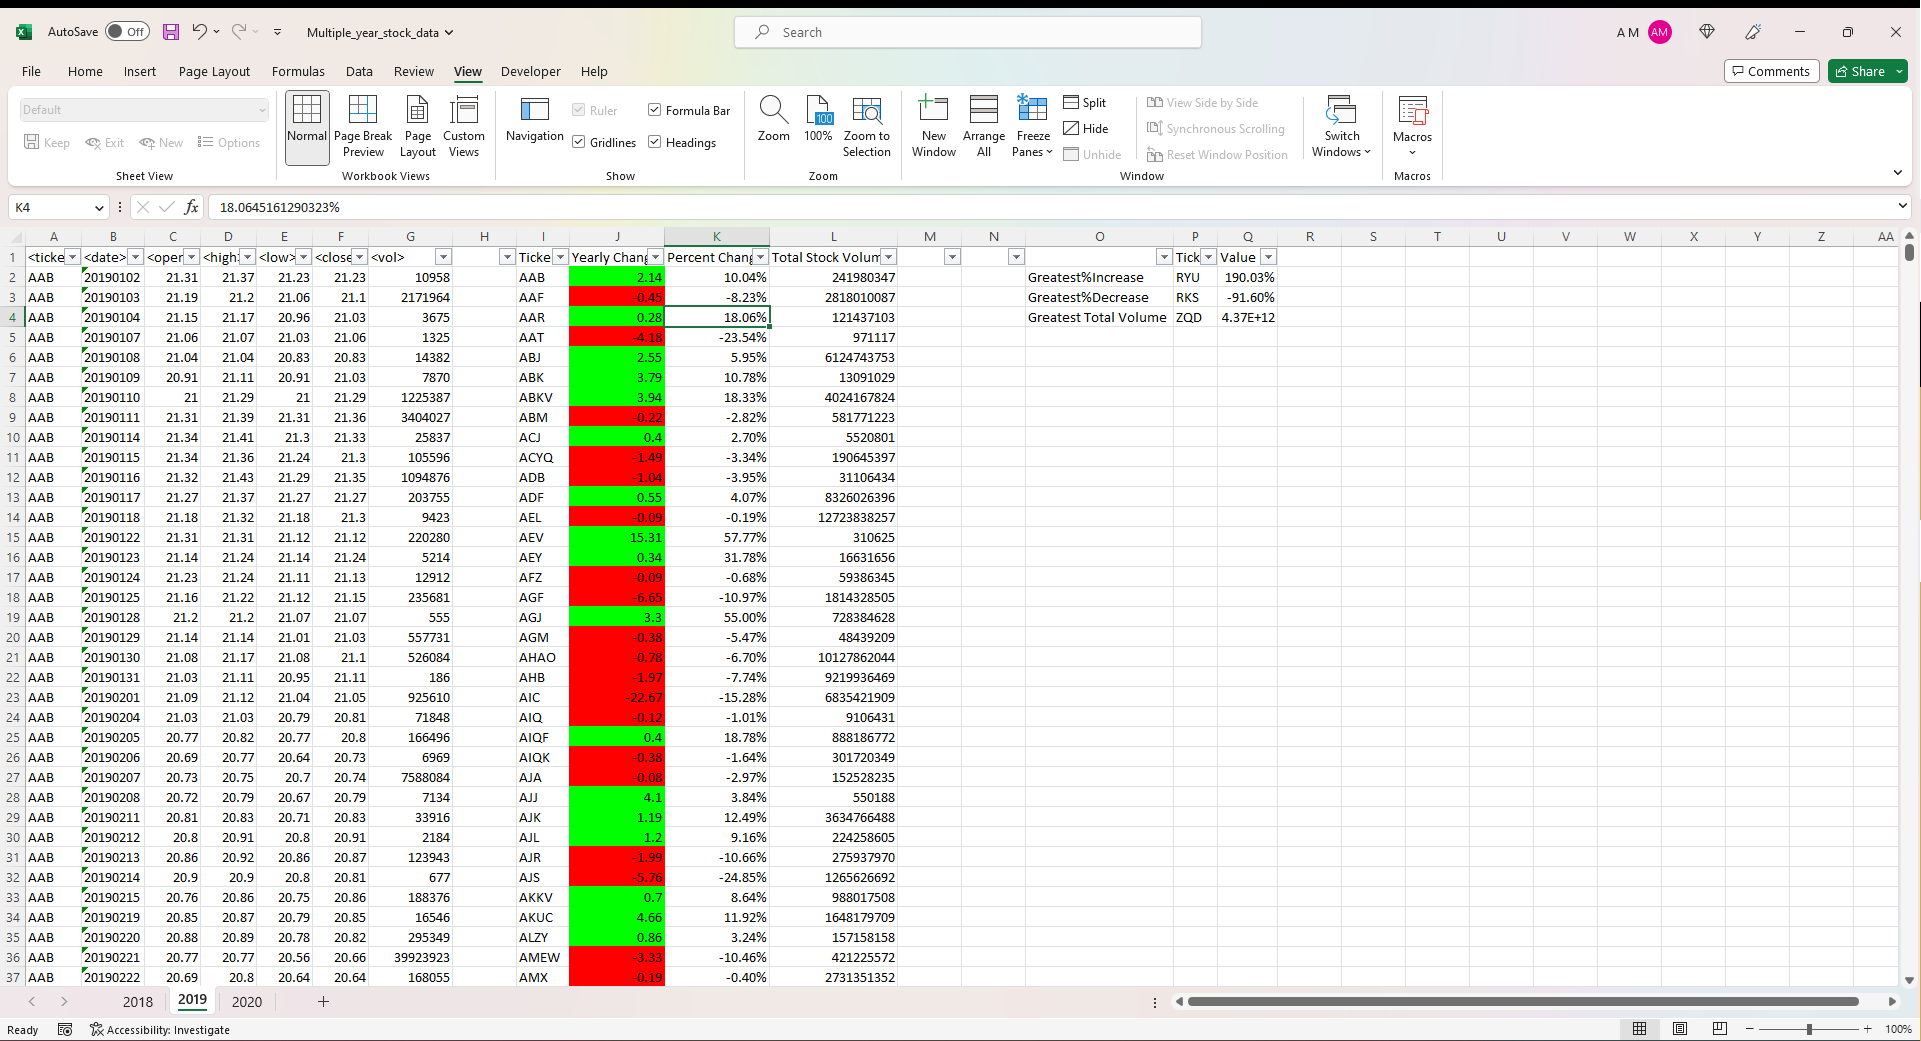 AutoSave Off Multiple_year_stock_data Search A M AM
File Home Insert Page Layout Formulas Data Review View Developer Help Comments Share
Default
Keep Exit New Options
Sheet View
Normal Page Break Preview Page Layout Custom Views
Workbook Views
Navigation Ruler Formula Bar
Gridlines Headings
Show
Zoom 100 100% Zoom to Selection
Zoom
New Window Arrange All Freeze Panes Split
Hide
Unhide
View Side by Side
Synchronous Scrolling
Reset Window Position
Switch Windows
Window
Macros
Macros
K4 fx 18.0645161290323%
A B C D E F G H I J K L M N O P Q R S T U V W X Y Z AA
1 <ticke <date> <oper <high> <low> <close <vol> Ticke Yearly Chang Percent Chang Total Stock Volum Tick Value
2 AAB 20190102 21.31 21.37 21.23 21.23 10958 AAB 2.14 10.04% 241980347 Greatest%Increase RYU 190.03%
3 AAB 20190103 21.19 21.2 21.06 21.1 2171964 AAF -0.45 -8.23% 2818010087 Greatest%Decrease RKS -91.60%
4 AAB 20190104 21.15 21.17 20.96 21.03 3675 AAR 0.28 18.06% 121437103 Greatest Total Volume ZQD 4.37E+12
5 AAB 20190107 21.06 21.07 21.03 21.06 1325 AAT -4.18 -23.54% 971117
6 AAB 20190108 21.04 21.04 20.83 20.83 14382 ABJ 2.55 5.95% 6124743753
7 AAB 20190109 20.91 21.11 20.91 21.03 7870 ABK 3.79 10.78% 13091029
8 AAB 20190110 21 21.29 21 21.29 1225387 ABKV 3.94 18.33% 4024167824
9 AAB 20190111 21.31 21.39 21.31 21.36 3404027 ABM -0.22 -2.82% 581771223
10 AAB 20190114 21.34 21.41 21.3 21.33 25837 ACJ 0.4 2.70% 5520801
11 AAB 20190115 21.34 21.36 21.24 21.3 105596 ACYQ -1.49 -3.34% 190645397
12 AAB 20190116 21.32 21.43 21.29 21.35 1094876 ADB -1.04 -3.95% 31106434
13 AAB 20190117 21.27 21.37 21.27 21.27 203755 ADF 0.55 4.07% 8326026396
14 AAB 20190118 21.18 21.32 21.18 21.3 9423 AEL -0.09 -0.19% 12723838257
15 AAB 20190122 21.31 21.31 21.12 21.12 220280 AEV 15.31 57.77% 310625
16 AAB 20190123 21.14 21.24 21.14 21.24 5214 AEY 0.34 31.78% 16631656
17 AAB 20190124 21.23 21.24 21.11 21.13 12912 AFZ -0.09 -0.68% 59386345
18 AAB 20190125 21.16 21.22 21.12 21.15 235681 AGF -6.65 -10.97% 1814328505
19 AAB 20190128 21.2 21.2 21.07 21.07 555 AGJ 3.3 55.00% 728384628
20 AAB 20190129 21.14 21.14 21.01 21.03 557731 AGM -0.38 -5.47% 48439209
21 AAB 20190130 21.08 21.17 21.08 21.1 526084 AHAO -0.78 -6.70% 10127862044
22 AAB 20190131 21.03 21.11 20.95 21.11 186 AHB -1.97 -7.74% 9219936469
23 AAB 20190201 21.09 21.12 21.04 21.05 925610 AIC -22.67 -15.28% 6835421909
24 AAB 20190204 21.03 21.03 20.79 20.81 71848 AIQ -0.12 -1.01% 9106431
25 AAB 20190205 20.77 20.82 20.77 20.8 166496 AIQF 0.4 18.78% 888186772
26 AAB 20190206 20.69 20.77 20.64 20.73 6969 AIQK -0.38 -1.64% 301720349
27 AAB 20190207 20.73 20.75 20.7 20.74 7588084 AJA -0.08 -2.97% 152528235
28 AAB 20190208 20.72 20.79 20.67 20.79 7134 AJJ 4.1 3.84% 550188
29 AAB 20190211 20.81 20.83 20.71 20.83 33916 AJK 1.19 12.49% 3634766488
30 AAB 20190212 20.8 20.91 20.8 20.91 2184 AJL 1.2 9.16% 224258605
31 AAB 20190213 20.86 20.92 20.86 20.87 123943 AJR -1.99 -10.66% 275937970
32 AAB 20190214 20.9 20.9 20.8 20.81 677 AJS -5.76 -24.85% 1265626692
33 AAB 20190215 20.76 20.86 20.75 20.86 188376 AKKV 0.7 8.64% 988017508
34 AAB 20190219 20.85 20.87 20.79 20.85 16546 AKUC 4.66 11.92% 1648179709
35 AAB 20190220 20.88 20.89 20.78 20.82 295349 ALZY 0.86 3.24% 157158158
36 AAB 20190221 20.77 20.77 20.56 20.66 39923923 AMEW -3.33 -10.46% 421225572
37 AAB 20190222 20.69 20.8 20.64 20.64 168055 AMX -0.19 -0.40% 2731351352
2018 2019 2020
Ready Accessibility: Investigate 100%